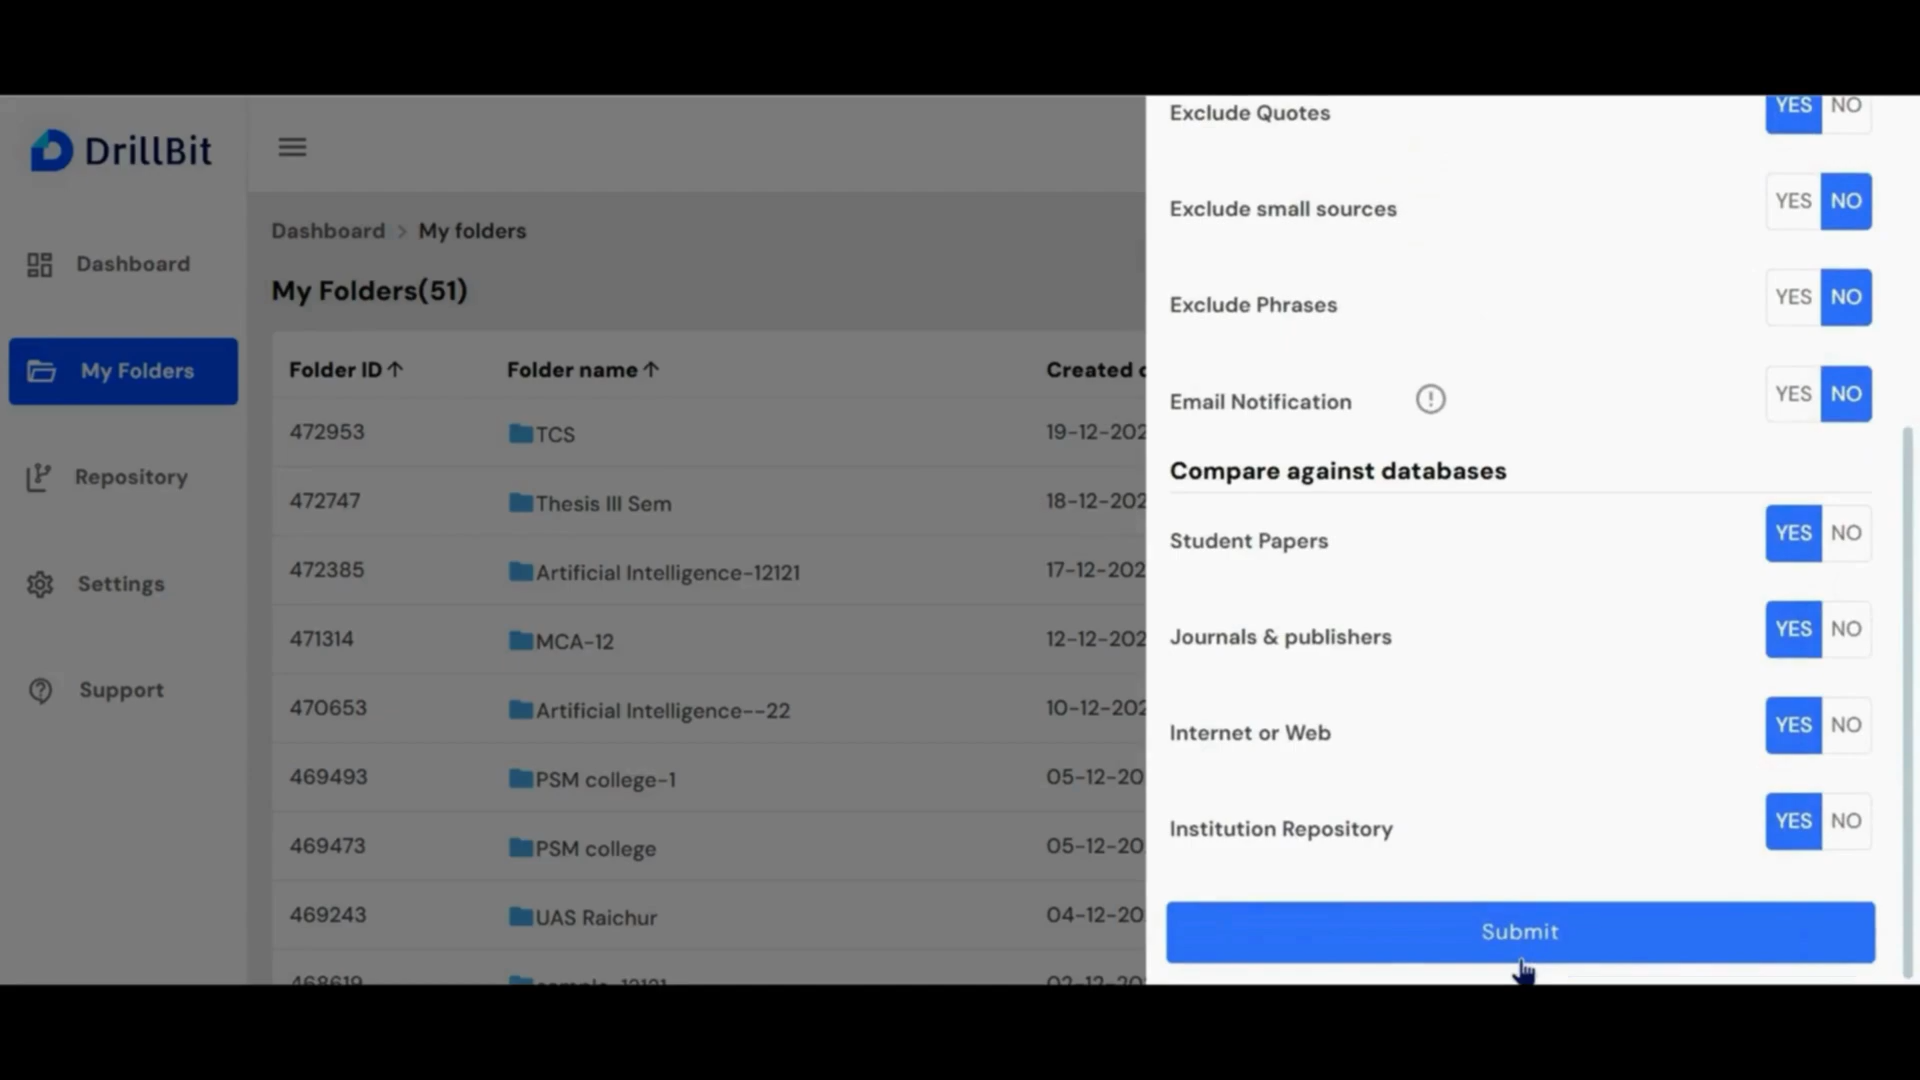 DrillBit
Dashboard
My Folders
Repository
Settings
Support
Dashboard > My folders
My Folders(51)
Folder ID↑ Folder name↑ Created
472953 TCS 19-12-202
472747 Thesis III Sem 18-12-202
472385 Artificial Intelligence-12121 17-12-202
471314 MCA-12 12-12-202
470653 Artificial Intelligence--22 10-12-202
469493 PSM college-1 05-12-20
469473 PSM college 05-12-20
469243 UAS Raichur 04-12-20
Exclude Quotes YES NO
Exclude small sources YES NO
Exclude Phrases YES NO
Email Notification YES NO
Compare against databases
Student Papers YES NO
Journals & publishers YES NO
Internet or Web YES NO
Institution Repository YES NO
Submit